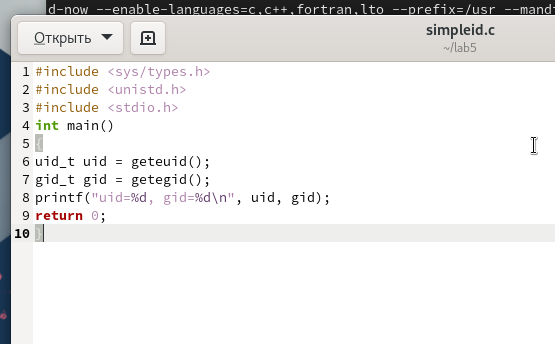 d-now --enable-languages=c,c++,fortran,lto --prefix=/usr --mand
Открыть
simpleid.c
~/lab5
1 #include <sys/types.h>
2 #include <unistd.h>
3 #include <stdio.h>
4 int main()
5 {
6 uid_t uid = geteuid();
7 gid_t gid = getegid();
8 printf("uid=%d, gid=%d\n", uid, gid);
9 return 0;
10 }